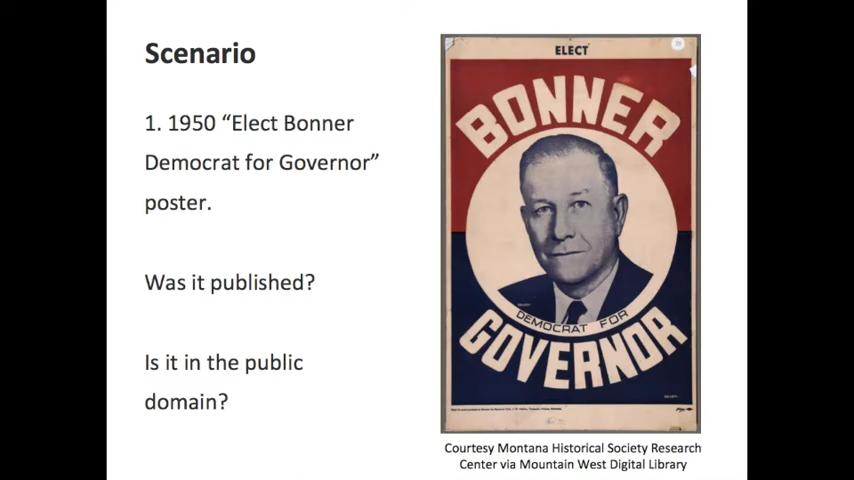 Scenario
1. 1950 “Elect Bonner
Democrat for Governor”
poster.
Was it published?
Is it in the public
domain?
ELECT
BONNER
DEMOCRAT FOR
GOVERNOR
Courtesy Montana Historical Society Research
Center via Mountain West Digital Library